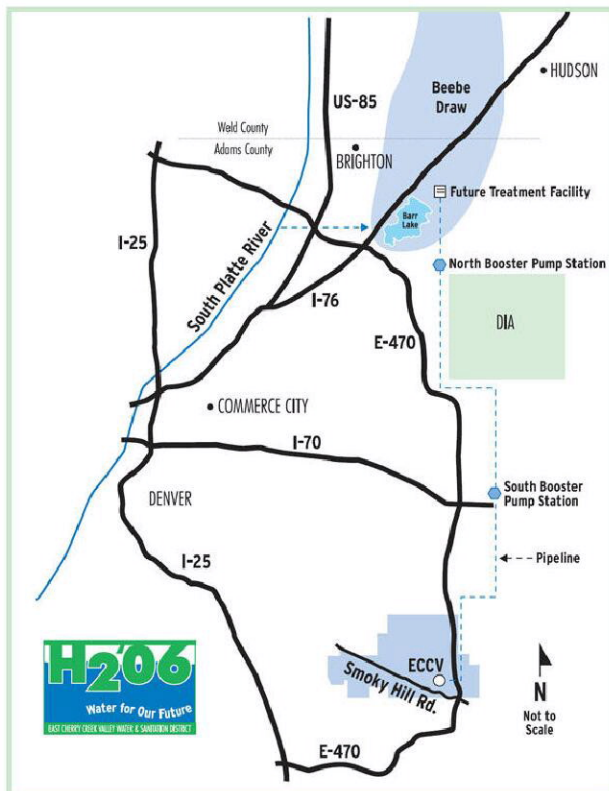 HUDSON
Beebe
Draw
US-85
Weld County
Adams County
BRIGHTON
Future Treatment Facility
Barr
Lake
I-25
South Platte River
North Booster Pump Station
I-76
DIA
E-470
COMMERCE CITY
I-70
South Booster
Pump Station
DENVER
Pipeline
I-25
ECCV
Smoky Hill Rd.
H2'06
Water for Our Future
EAST CHERRY CREEK VALLEY WATER & SANITATION DISTRICT
N
Not to
Scale
E-470